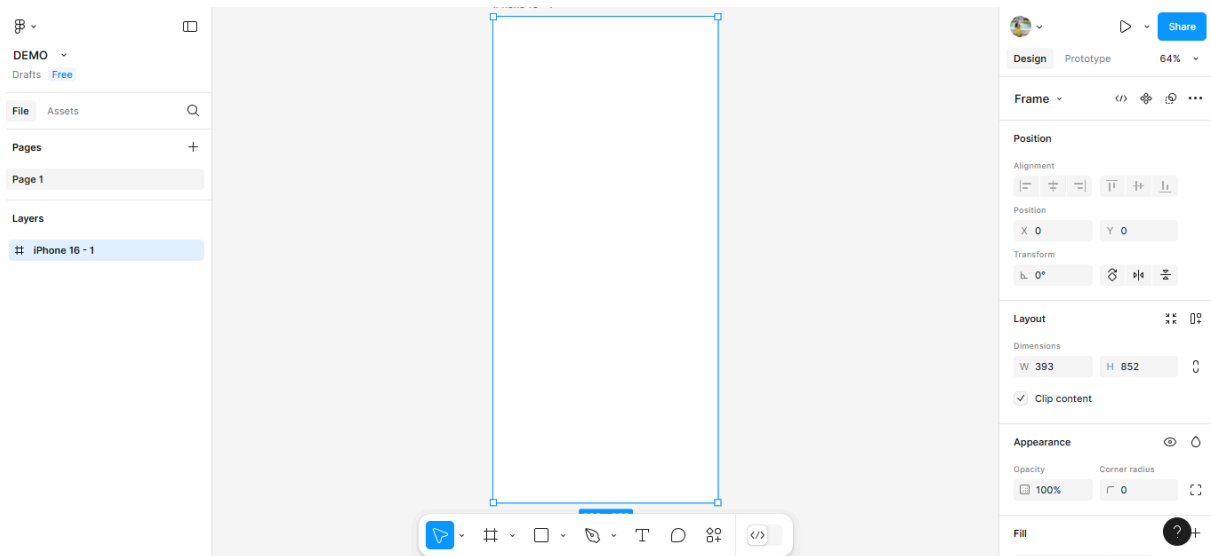 DEMO
Drafts Free
File Assets
Pages
Page 1
Layers
iPhone 16 - 1
Share
Design Prototype 64%
Frame
Position
Alignment
Position
X 0 Y 0
Transform
0°
Layout
Dimensions
W 393 H 852
Clip content
Appearance
Opacity Corner radius
100% 0
Fill
?